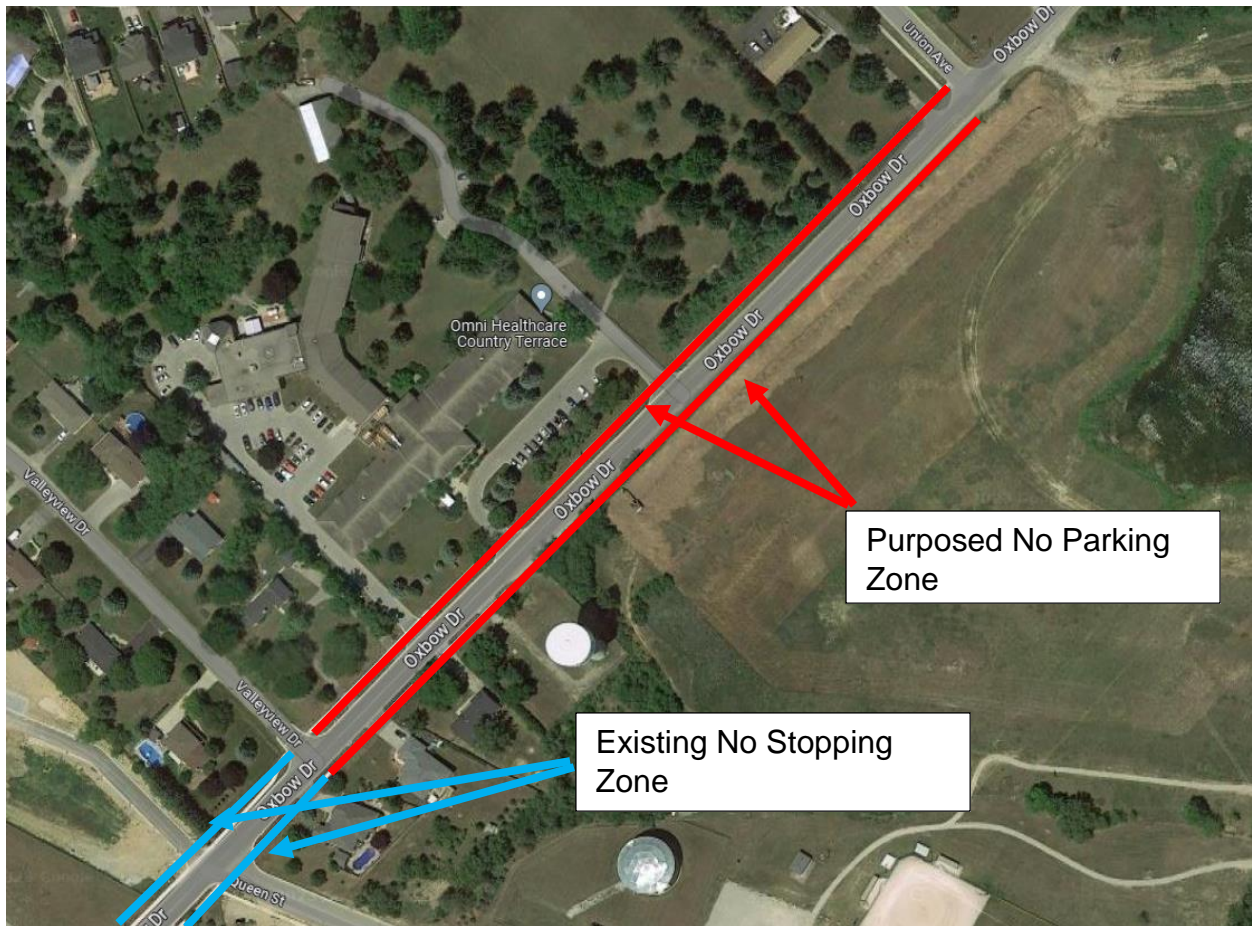 Union Ave
Oxbow Dr
Oxbow Dr
Omni Healthcare
Country Terrace
Oxbow Dr
Oxbow Dr
Valleyview Dr
Purposed No Parking
Zone
Oxbow Dr
Valleyview Dr
Existing No Stopping
Zone
Oxbow Dr
Queen St
Dr